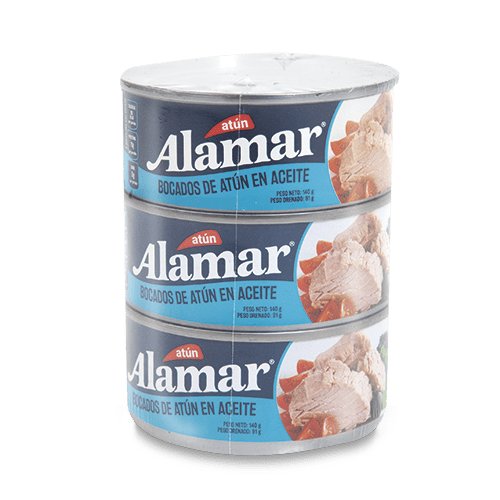 atún
Alamar®
BOCADOS DE ATÚN EN ACEITE
PESO NETO: 140 g
PESO DRENADO: 91 g
atún
Alamar®
BOCADOS DE ATÚN EN ACEITE
PESO NETO: 140 g
PESO DRENADO: 91 g
atún
Alamar®
BOCADOS DE ATÚN EN ACEITE
PESO NETO: 140 g
PESO DRENADO: 91 g